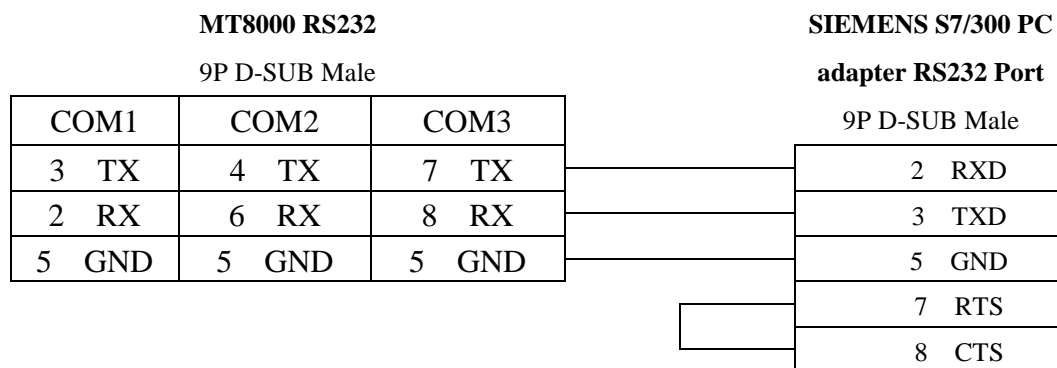 MT8000 RS232
9P D-SUB Male
COM1 COM2 COM3
3 TX 4 TX 7 TX
2 RX 6 RX 8 RX
5 GND 5 GND 5 GND
SIEMENS S7/300 PC
adapter RS232 Port
9P D-SUB Male
2 RXD
3 TXD
5 GND
7 RTS
8 CTS